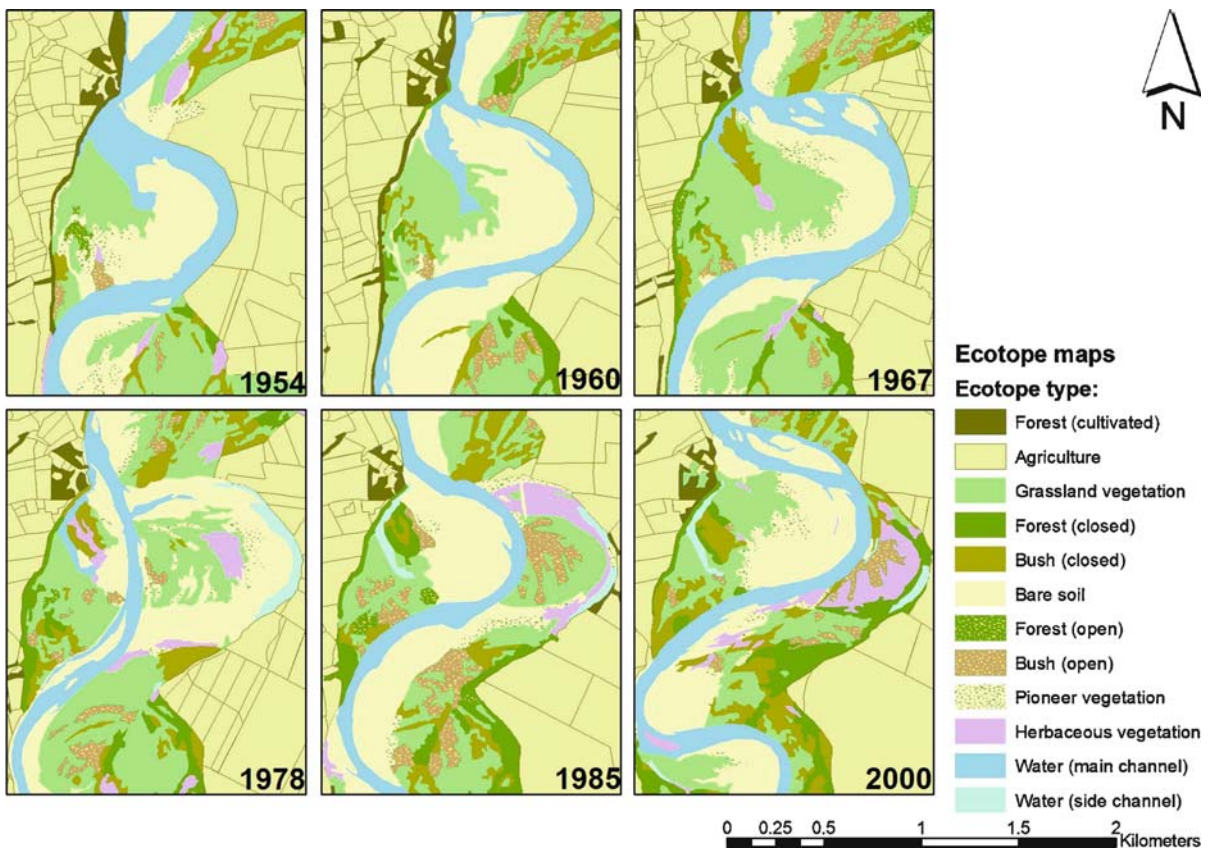 N
1954
1960
1967
1978
1985
2000
Ecotope maps
Ecotope type:
Forest (cultivated)
Agriculture
Grassland vegetation
Forest (closed)
Bush (closed)
Bare soil
Forest (open)
Bush (open)
Pioneer vegetation
Herbaceous vegetation
Water (main channel)
Water (side channel)
0 0.25 0.5 1 1.5 2
Kilometers